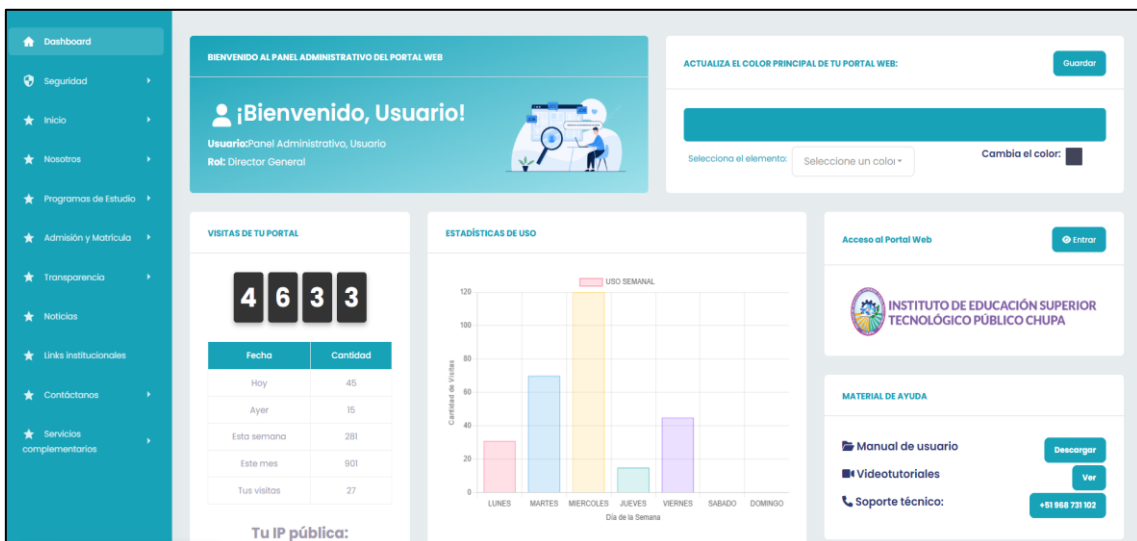 Dashboard
Seguridad
Inicio
Nosotros
Programas de Estudio
Admisión y Matricula
Transparencia
Noticias
Links institucionales
Contáctanos
Servicios
complementarios
BIENVENIDO AL PANEL ADMINISTRATIVO DEL PORTAL WEB
¡Bienvenido, Usuario!
Usuario:Panel Administrativo, Usuario
Rol: Director General
ACTUALIZA EL COLOR PRINCIPAL DE TU PORTAL WEB:
Guardar
Selecciona el elemento:
Seleccione un color
Cambia el color:
VISITAS DE TU PORTAL
4 6 3 3
Fecha Cantidad
Hoy 45
Ayer 15
Esta semana 281
Este mes 901
Tus visitas 27
Tu IP pública:
ESTADÍSTICAS DE USO
USO SEMANAL
120
100
80
60
40
20
0
Cantidad de Visitas
LUNES MARTES MIERCOLES JUEVES VIERNES SABADO DOMINGO
Día de la Semana
Acceso al Portal Web
Entrar
INSTITUTO DE EDUCACIÓN SUPERIOR
TECNOLÓGICO PÚBLICO CHUPA
MATERIAL DE AYUDA
Manual de usuario
Descargar
Videotutoriales
Ver
Soporte técnico:
+51 968 731 102